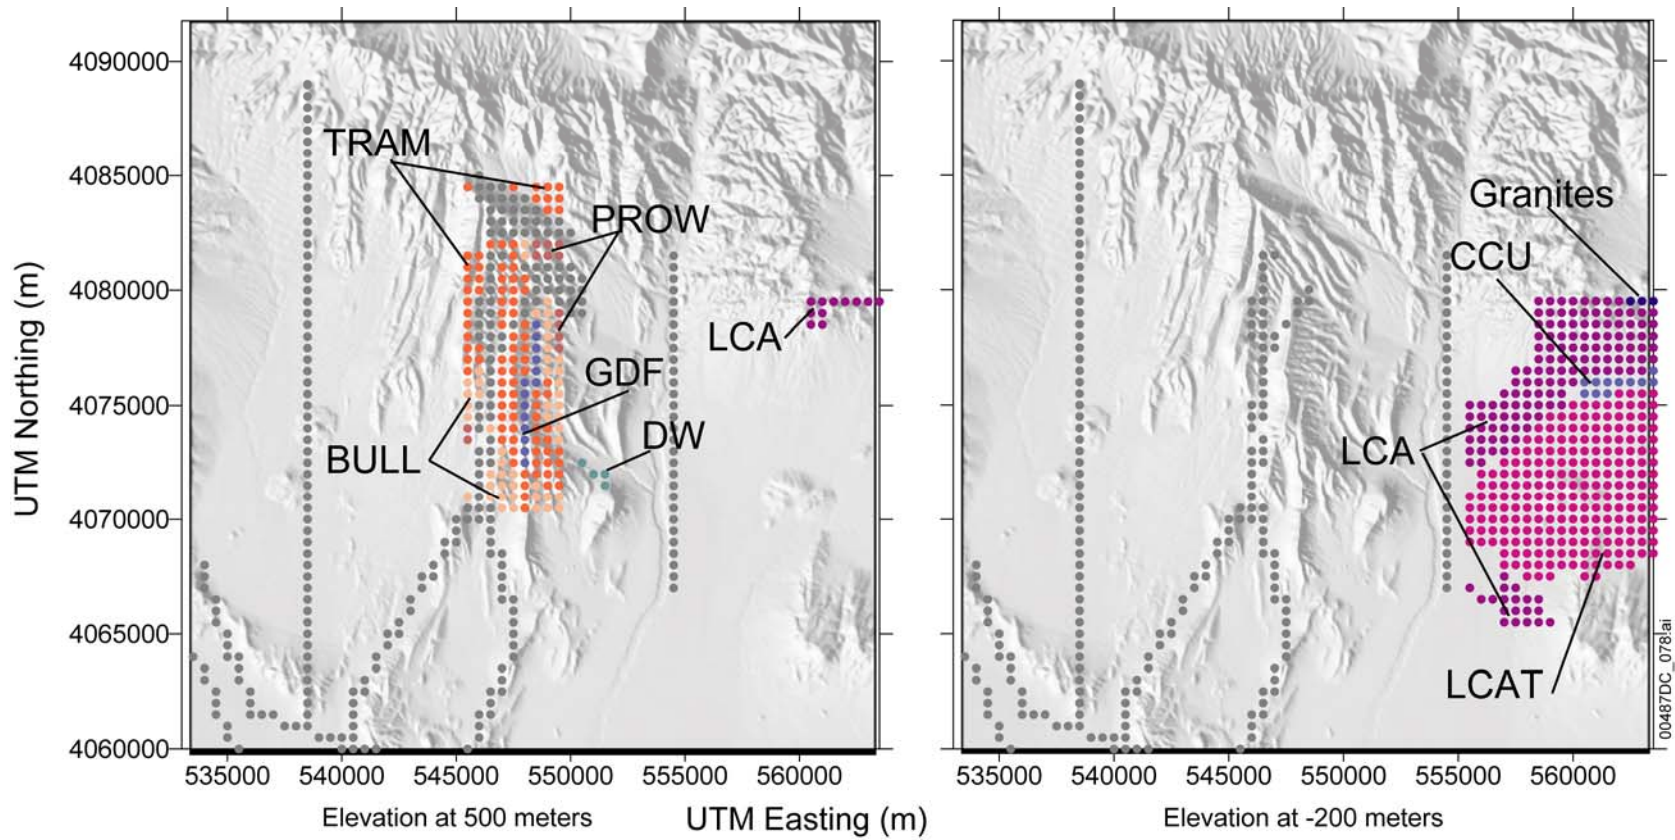 UTM Northing (m)
4090000
4085000
4080000
4075000
4070000
4065000
4060000
TRAM
PROW
LCA
GDF
DW
BULL
535000
540000
545000
550000
555000
560000
Elevation at 500 meters
Granites
CCU
LCA
LCAT
535000
540000
545000
550000
555000
560000
Elevation at -200 meters
UTM Easting (m)
00487DC_078.ai